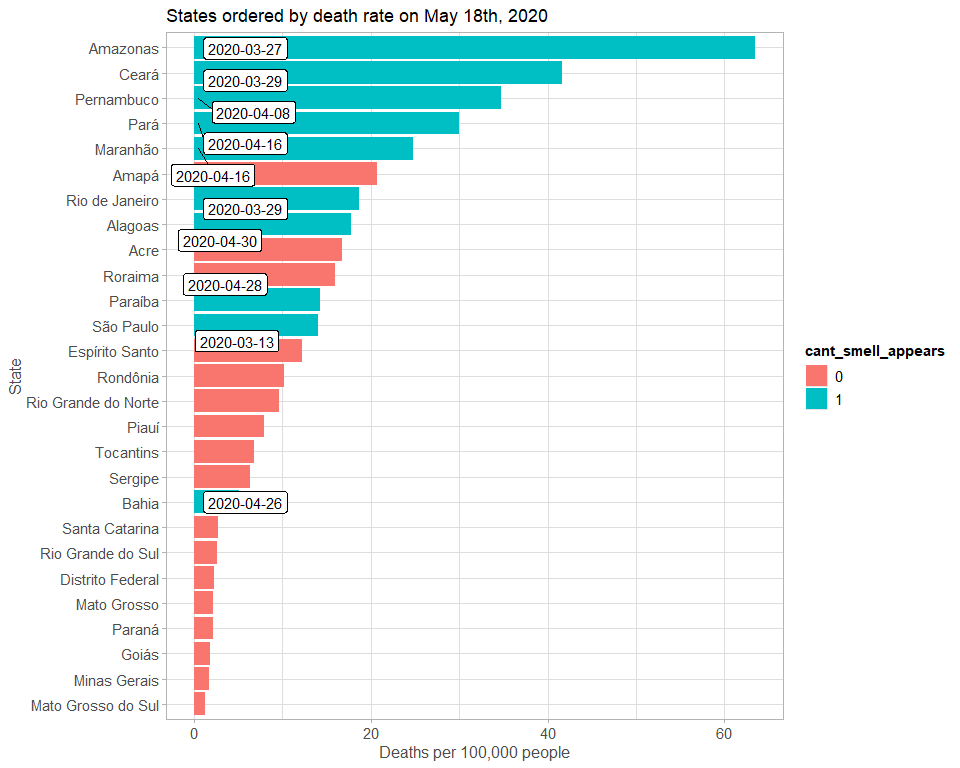 States ordered by death rate on May 18th, 2020
State
Amazonas
2020-03-27
Ceará
2020-03-29
Pernambuco
2020-04-08
Pará
2020-04-16
Maranhão
2020-04-16
Amapá
Rio de Janeiro
2020-03-29
Alagoas
2020-04-30
Acre
Roraima
2020-04-28
Paraíba
São Paulo
2020-03-13
Espírito Santo
Rondônia
Rio Grande do Norte
Piauí
Tocantins
Sergipe
Bahia
2020-04-26
Santa Catarina
Rio Grande do Sul
Distrito Federal
Mato Grosso
Paraná
Goiás
Minas Gerais
Mato Grosso do Sul
0 20 40 60
Deaths per 100,000 people
cant_smell_appears
0
1